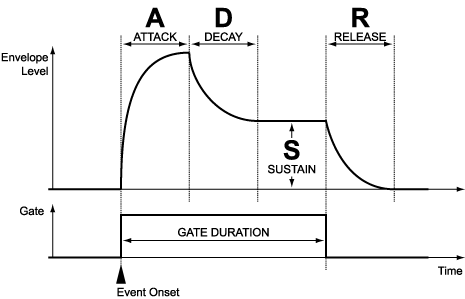 A D R
ATTACK DECAY RELEASE
Envelope
Level
S
SUSTAIN
Gate
GATE DURATION
Time
Event Onset